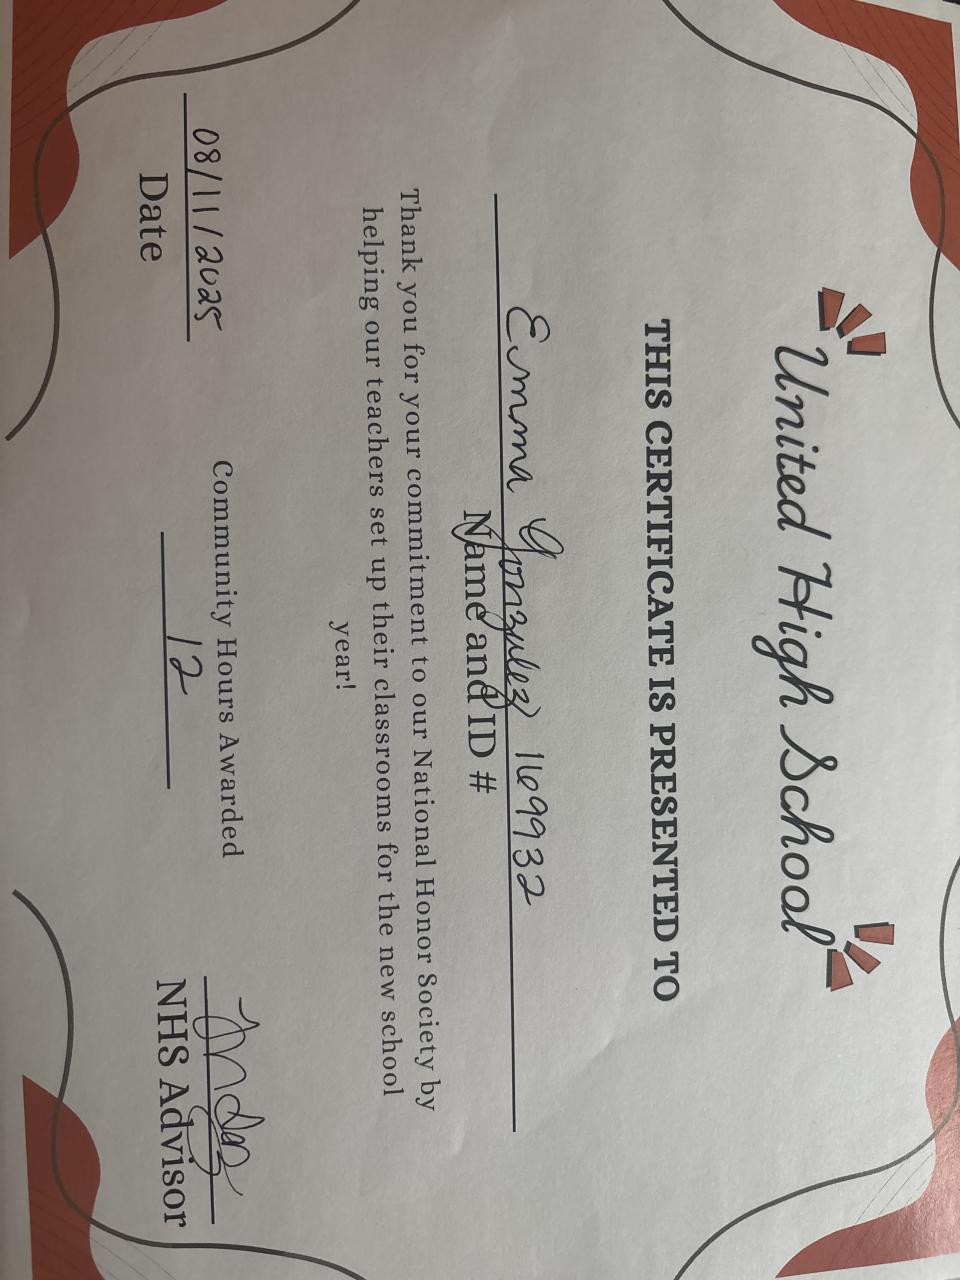 United High School
THIS CERTIFICATE IS PRESENTED TO
Emma Gonzulez 169932
Name and ID #
Thank you for your commitment to our National Honor Society by
helping our teachers set up their classrooms for the new school
year!
Community Hours Awarded
08/11/2025
12
Date
NHS Advisor